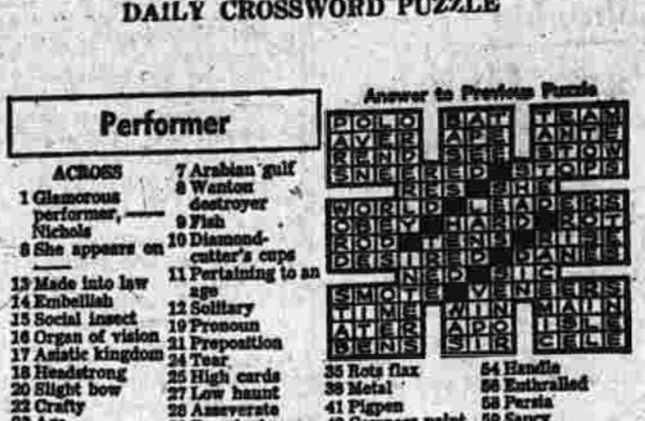 DAILY CROSSWORD PUZZLE
Performer
ACROSS
1 Glamorous
performer, ——
Nichols
8 She appears on
——
13 Made into law
14 Embellish
15 Social insect
16 Organ of vision
17 Asiatic kingdom
18 Headstrong
20 Slight bow
22 Crafty
7 Arabian gulf
8 Wanton
destroyer
9 Fish
10 Diamond-
cutter's cups
11 Pertaining to an
age
12 Solitary
19 Pronoun
21 Preposition
24 Tear
25 High cards
27 Low haunt
28 Asseverate
Answer to Previous Puzzle
POLO BAT TEAM
AVER APE ANTE
REND SEE STOW
SNEERED STOPS
RES SHE
WORLD LEADERS
OBEY HARD ROT
ROD TENS RISE
DESIRED DANES
NED SIC
SMOTE VENEERS
TIME WIN MAIN
ATER ADO ISLE
BENS SIR CELE
35 Rots flax
38 Metal
41 Pigpen
54 Handle
56 Enthralled
58 Persia
59 Saucy